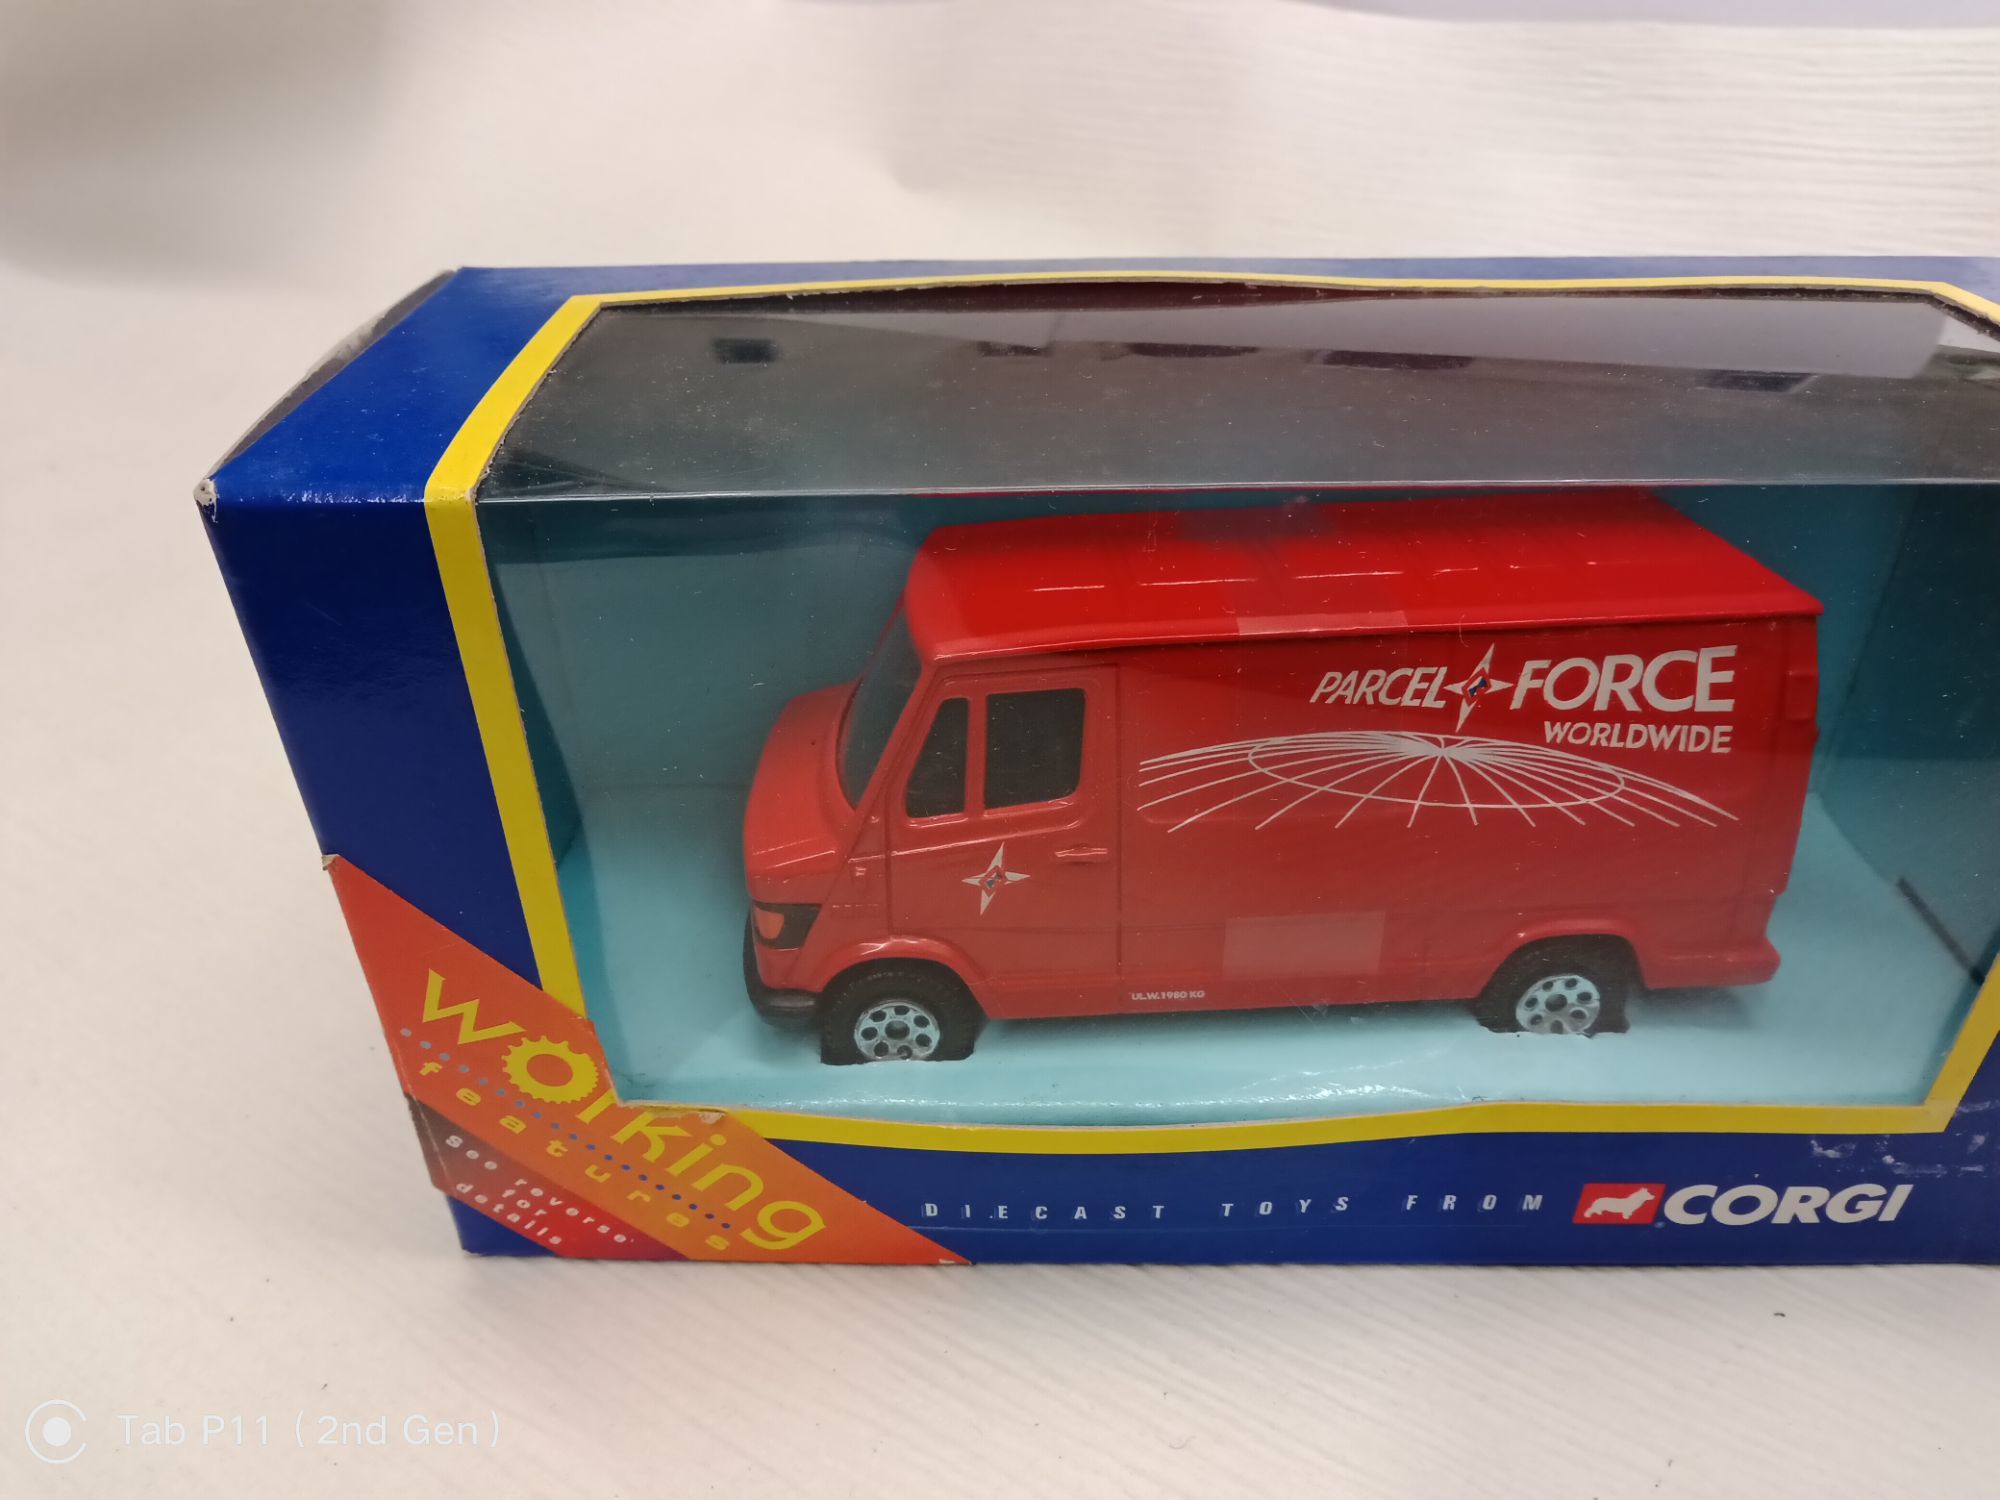 PARCEL FORCE
WORLDWIDE
U.L.W. 1980 KG
working
features
see reverse
for
details
DIECAST TOYS FROM CORGI
Tab P11 (2nd Gen)